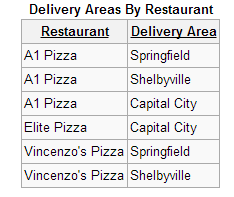 Delivery Areas By Restaurant
Restaurant Delivery Area
A1 Pizza Springfield
A1 Pizza Shelbyville
A1 Pizza Capital City
Elite Pizza Capital City
Vincenzo's Pizza Springfield
Vincenzo's Pizza Shelbyville